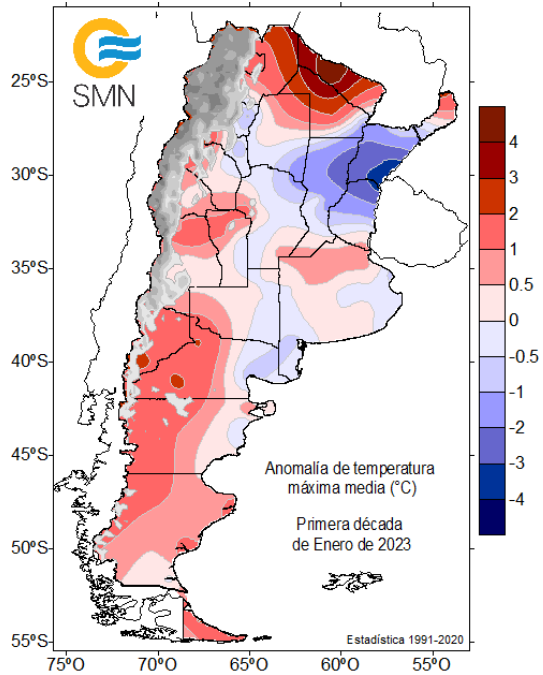 SMN
25ºS
30ºS
35ºS
40ºS
45ºS
50ºS
55ºS
75ºO
70ºO
65ºO
60ºO
55ºO
4
3
2
1
0.5
0
-0.5
-1
-2
-3
-4
Anomalía de temperatura
máxima media (°C)
Primera década
de Enero de 2023
Estadística 1991-2020